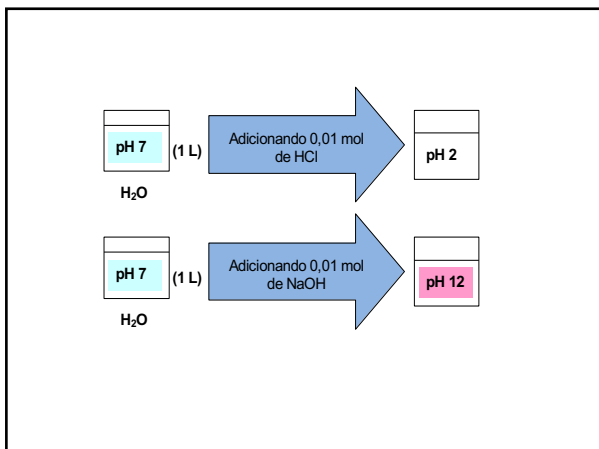 pH 7
(1 L)
Adicionando 0,01 mol
de HCl
pH 2
H₂O
pH 7
(1 L)
Adicionando 0,01 mol
de NaOH
pH 12
H₂O